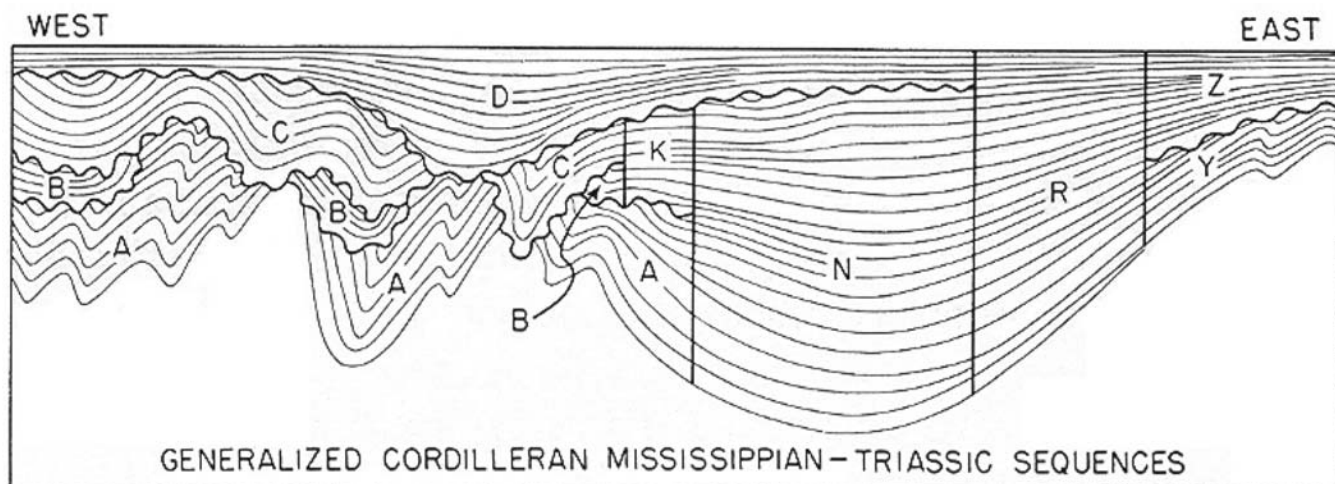 WEST EAST
D Z
C
K
C Y
B R
B
A N
A A
B
GENERALIZED CORDILLERAN MISSISSIPPIAN-TRIASSIC SEQUENCES